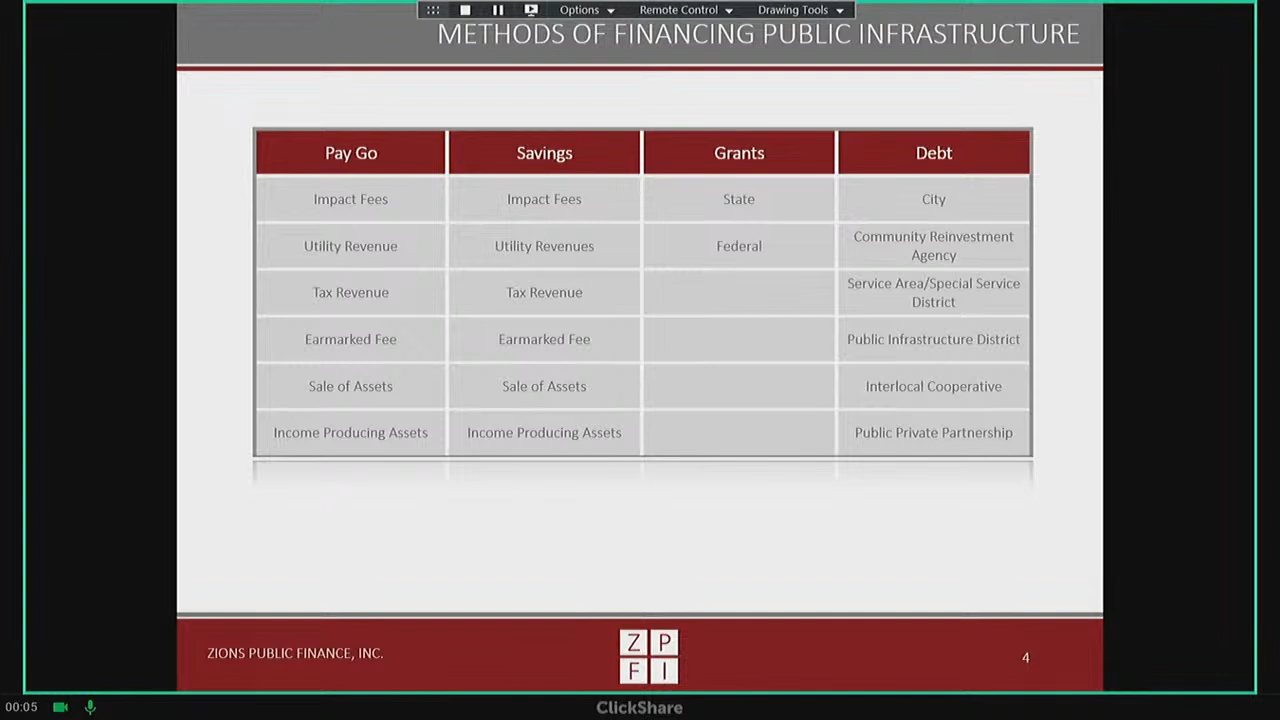 Options
Remote Control
Drawing Tools
METHODS OF FINANCING PUBLIC INFRASTRUCTURE
Pay Go Savings Grants Debt
Impact Fees Impact Fees State City
Utility Revenue Utility Revenues Federal Community Reinvestment
Agency
Tax Revenue Tax Revenue Service Area/Special Service
District
Earmarked Fee Earmarked Fee Public Infrastructure District
Sale of Assets Sale of Assets Interlocal Cooperative
Income Producing Assets Income Producing Assets Public Private Partnership
ZIONS PUBLIC FINANCE, INC.
Z P
F I
4
00:05
ClickShare